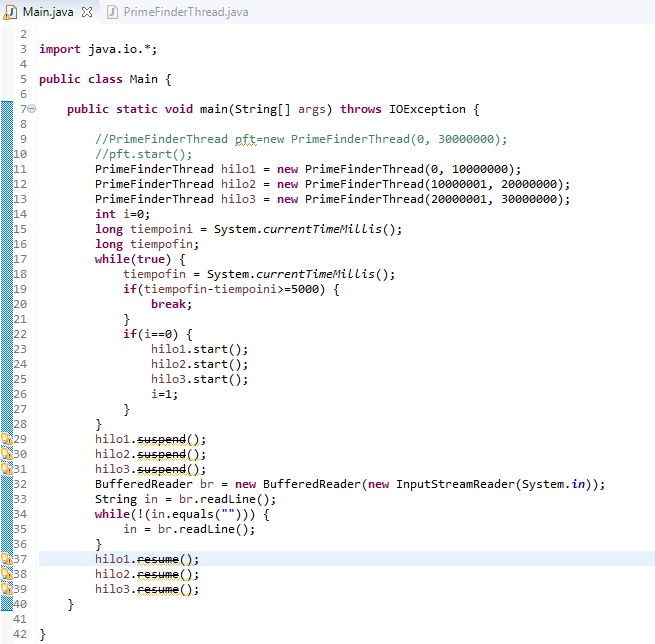 Main.java PrimeFinderThread.java
2
3 import java.io.*;
4
5 public class Main {
6
7 public static void main(String[] args) throws IOException {
8
9 //PrimeFinderThread pft=new PrimeFinderThread(0, 30000000);
10 //pft.start();
11 PrimeFinderThread hilo1 = new PrimeFinderThread(0, 10000000);
12 PrimeFinderThread hilo2 = new PrimeFinderThread(10000001, 20000000);
13 PrimeFinderThread hilo3 = new PrimeFinderThread(20000001, 30000000);
14 int i=0;
15 long tiempoini = System.currentTimeMillis();
16 long tiempofin;
17 while(true) {
18 tiempofin = System.currentTimeMillis();
19 if(tiempofin-tiempoini>=5000) {
20 break;
21 }
22 if(i==0) {
23 hilo1.start();
24 hilo2.start();
25 hilo3.start();
26 i=1;
27 }
28 }
29 hilo1.suspend();
30 hilo2.suspend();
31 hilo3.suspend();
32 BufferedReader br = new BufferedReader(new InputStreamReader(System.in));
33 String in = br.readLine();
34 while(!(in.equals(""))) {
35 in = br.readLine();
36 }
37 hilo1.resume();
38 hilo2.resume();
39 hilo3.resume();
40 }
41
42 }